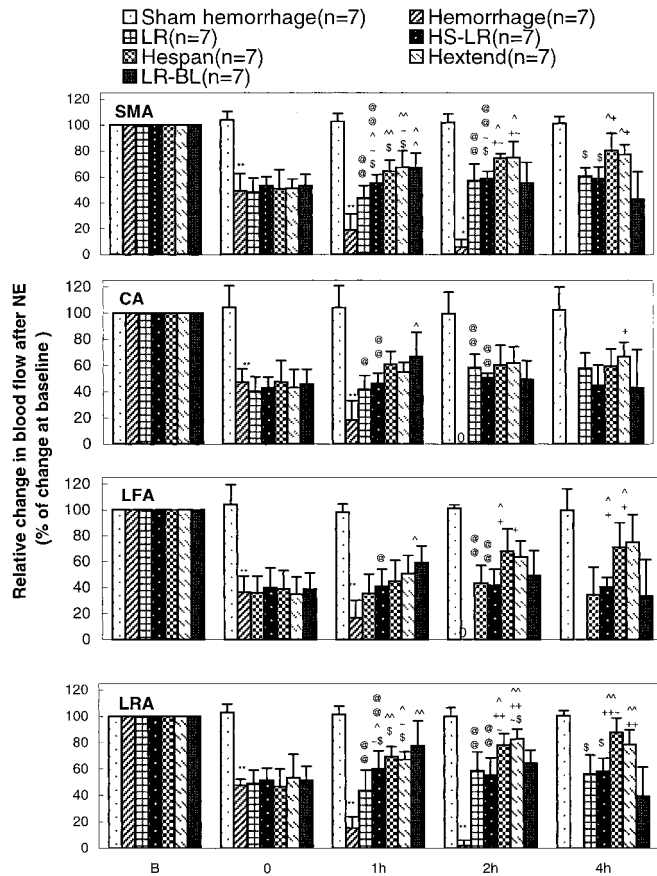 Sham hemorrhage(n=7) Hemorrhage(n=7)
LR(n=7) HS-LR(n=7)
Hespan(n=7) Hextend(n=7)
LR-BL(n=7)
Relative change in blood flow after NE
(% of change at baseline )
SMA
120
100
80
60
40
20
0
CA
120
100
80
60
40
20
0
0
LFA
120
100
80
60
40
20
0
0
LRA
120
100
80
60
40
20
0
B 0 1h 2h 4h